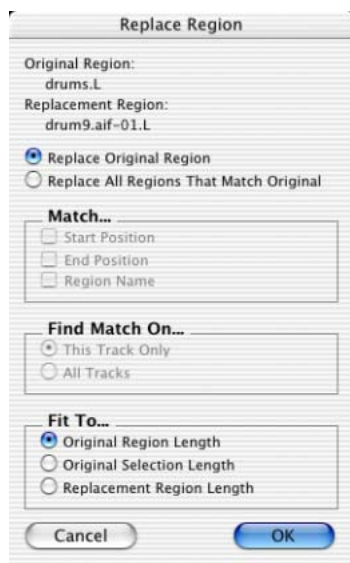 Replace Region
Original Region:
drums.L
Replacement Region:
drum9.aif-01.L
Replace Original Region
Replace All Regions That Match Original
Match...
Start Position
End Position
Region Name
Find Match On...
This Track Only
All Tracks
Fit To...
Original Region Length
Original Selection Length
Replacement Region Length
Cancel OK